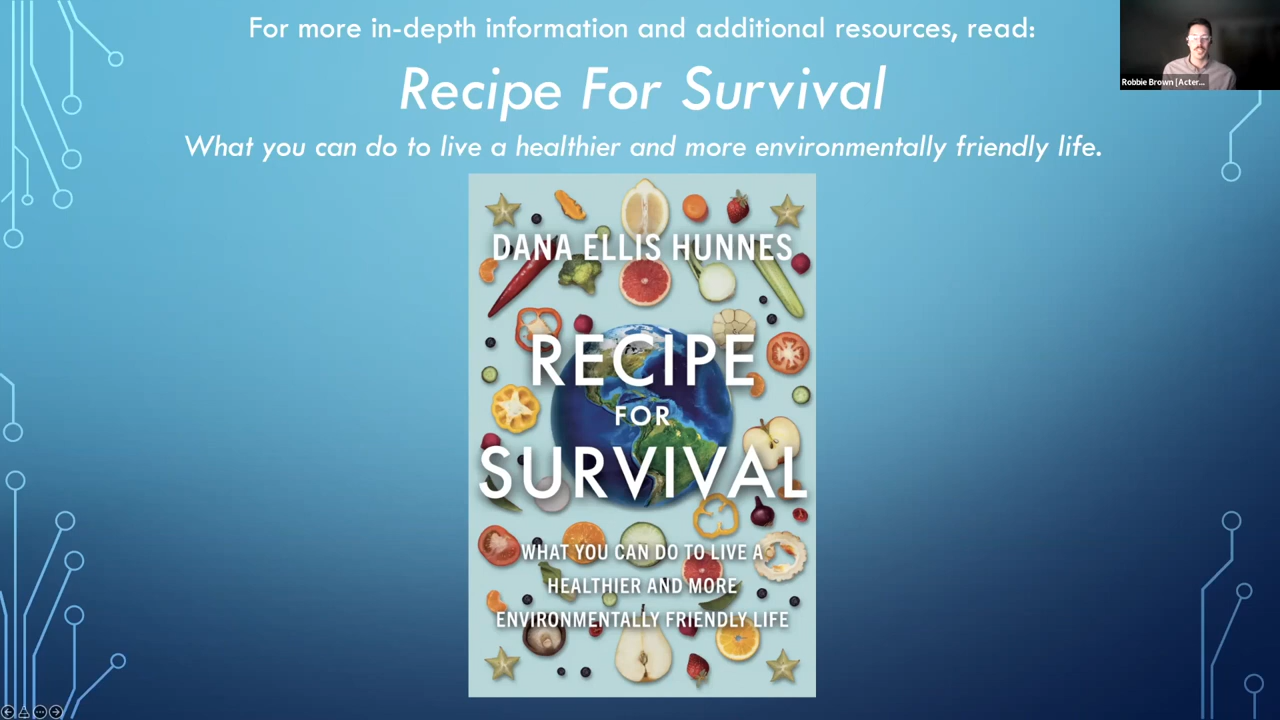 For more in-depth information and additional resources, read:
Recipe For Survival
What you can do to live a healthier and more environmentally friendly life.
Robbie Brown [Acter...
DANA ELLIS HUNNES
RECIPE
FOR
SURVIVAL
WHAT YOU CAN DO TO LIVE A
HEALTHIER AND MORE
ENVIRONMENTALLY FRIENDLY LIFE